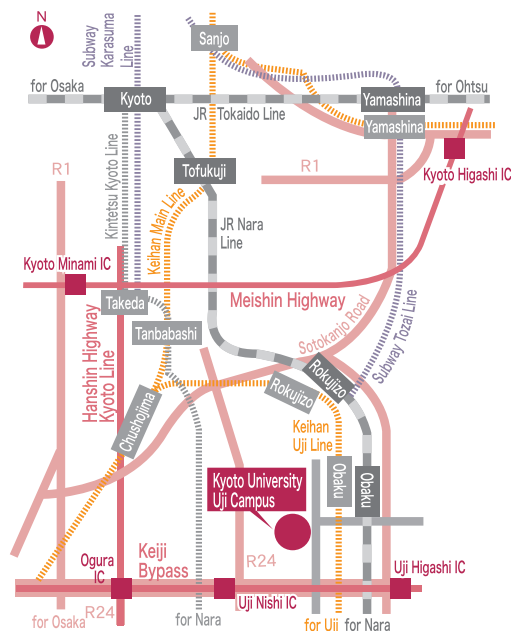 N
Subway
Karasuma
Line
Sanjo
for Osaka
Kyoto
JR Tokaido Line
Yamashina
for Ohtsu
Yamashina
Kyoto Higashi IC
R1
R1
Tofukuji
Kintetsu Kyoto Line
Keihan Main Line
JR Nara
Line
Kyoto Minami IC
Takeda
Meishin Highway
Tanbabashi
Sotokanjo Road
Subway Tozai Line
Hanshin Highway
Kyoto Line
Rokujizo
Rokujizo
Chushojima
Keihan
Uji Line
Kyoto University
Uji Campus
Obaku
Obaku
Ogura
IC
Keiji
Bypass
R24
Uji Higashi IC
Uji Nishi IC
R24
for Osaka
for Nara
for Uji
for Nara